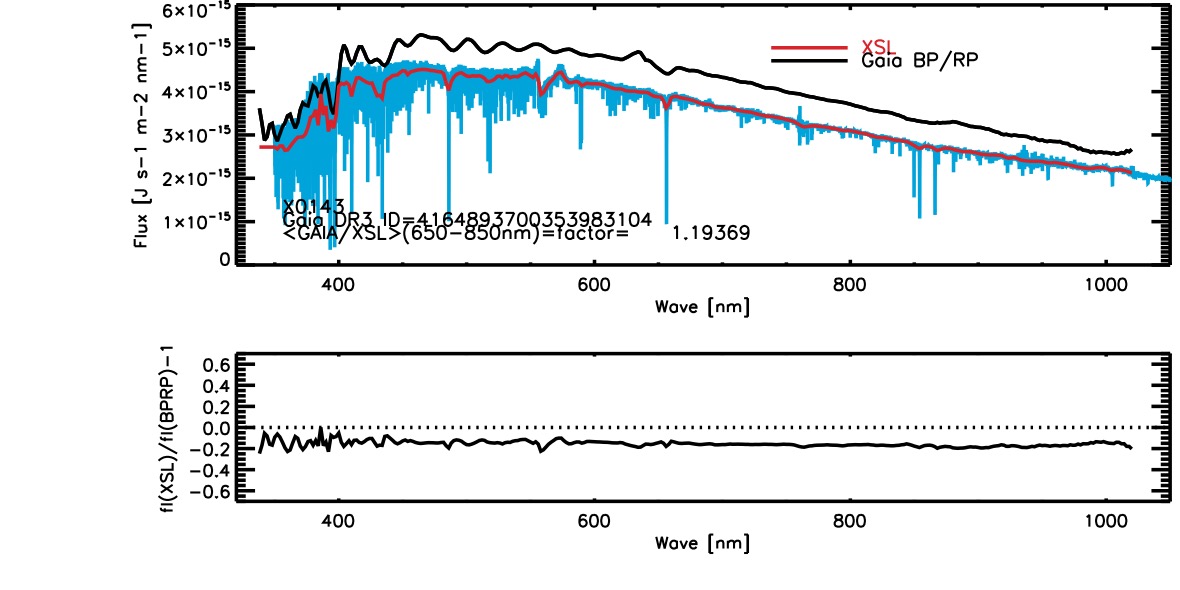 6×10⁻¹⁵
5×10⁻¹⁵
4×10⁻¹⁵
3×10⁻¹⁵
2×10⁻¹⁵
1×10⁻¹⁵
0
Flux [J s−1 m−2 nm−1]
XSL
Gaia BP/RP
X0143
Gaia DR3 ID=4164893700353983104
<GAIA/XSL>(650−850nm)=factor= 1.19369
400 600 800 1000
Wave [nm]
fl(XSL)/fl(BPRP)−1
0.6
0.4
0.2
0.0
−0.2
−0.4
−0.6
400 600 800 1000
Wave [nm]